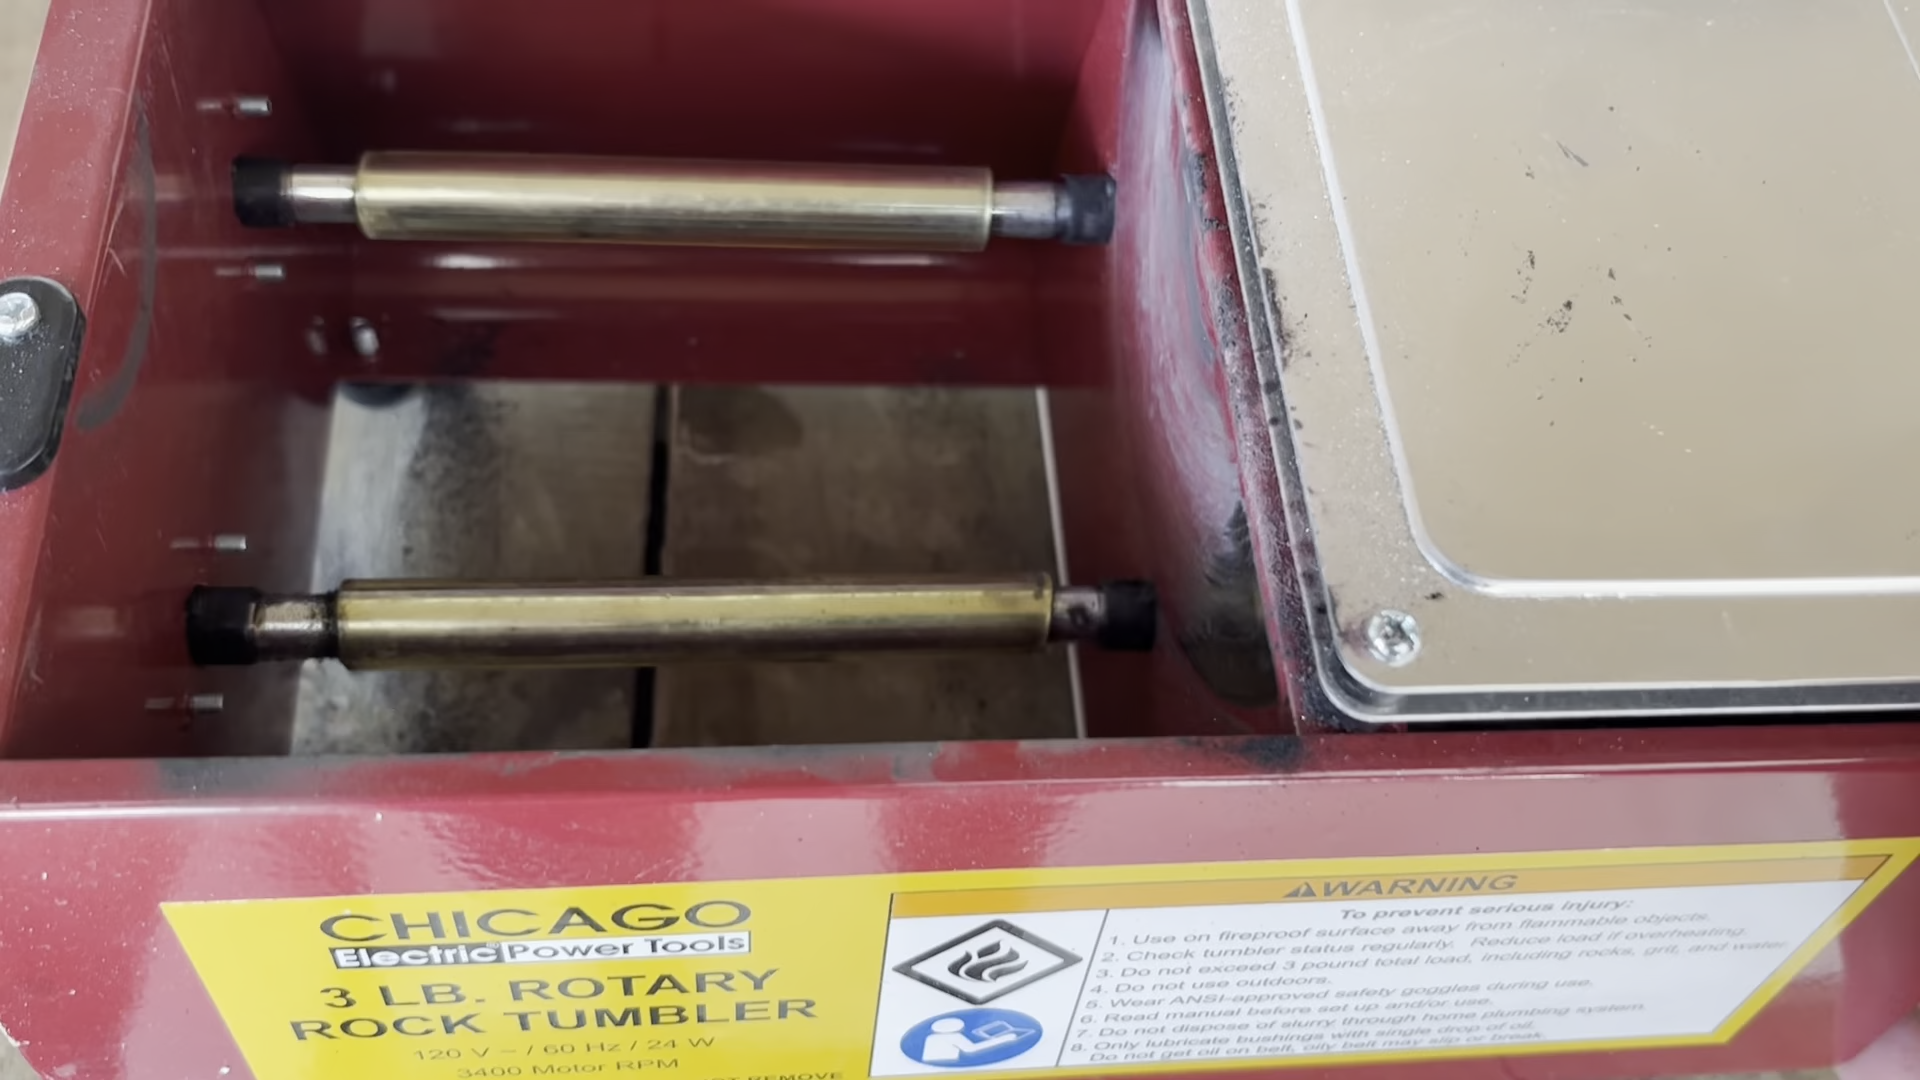 CHICAGO
Electric® Power Tools
3 LB. ROTARY
ROCK TUMBLER
120 V ~ / 60 Hz / 24 W
3400 Motor RPM
REMOVE
WARNING
To prevent serious injury:
1. Use on fireproof surface away from flammable objects.
2. Check tumbler status regularly. Reduce load if overheating.
3. Do not exceed 3 pound total load, including rocks, grit, and water.
4. Do not use outdoors.
5. Wear ANSI-approved safety goggles during use.
6. Read manual before set up and/or use.
7. Do not dispose of slurry through home plumbing system.
8. Only lubricate bushings with single drop of oil.
Do not get oil on belt, oily belt may slip or break.